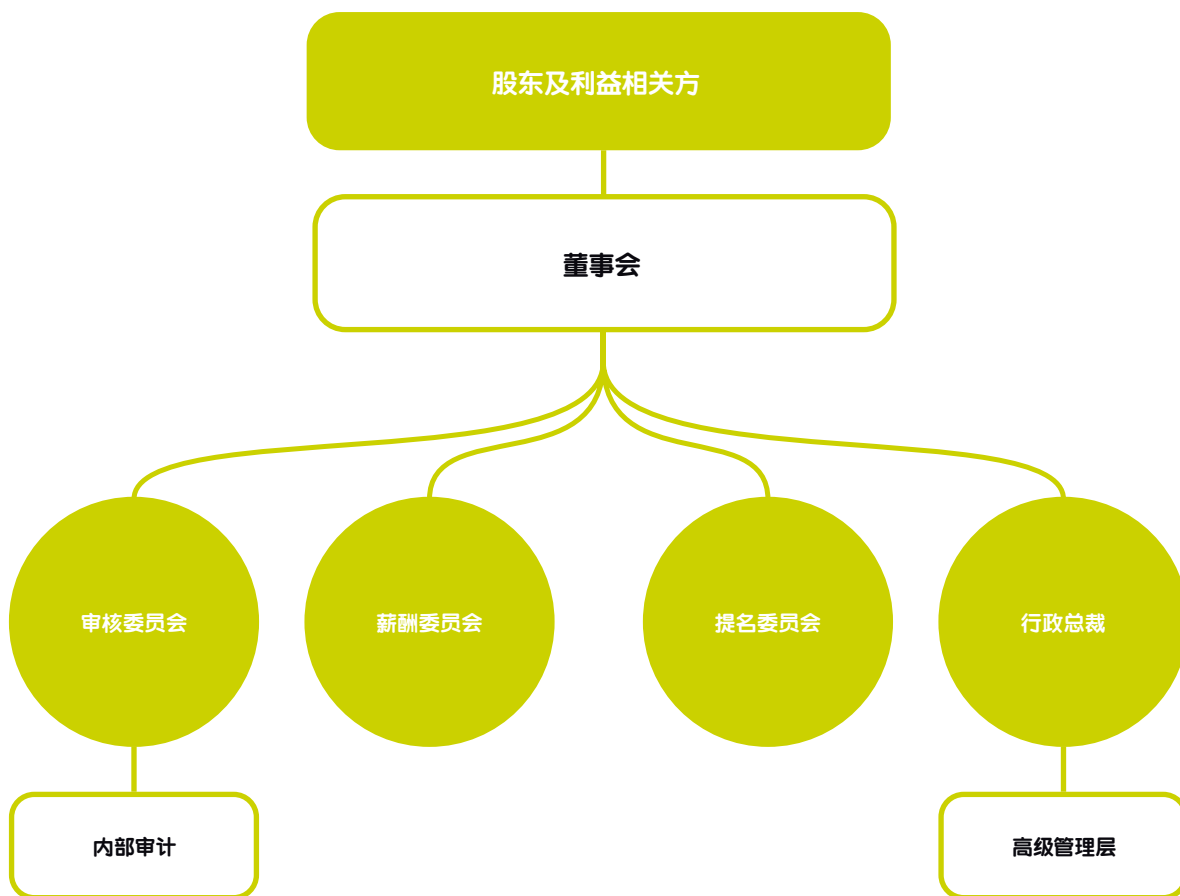 股东及利益相关方
董事会
审核委员会
薪酬委员会
提名委员会
行政总裁
内部审计
高级管理层